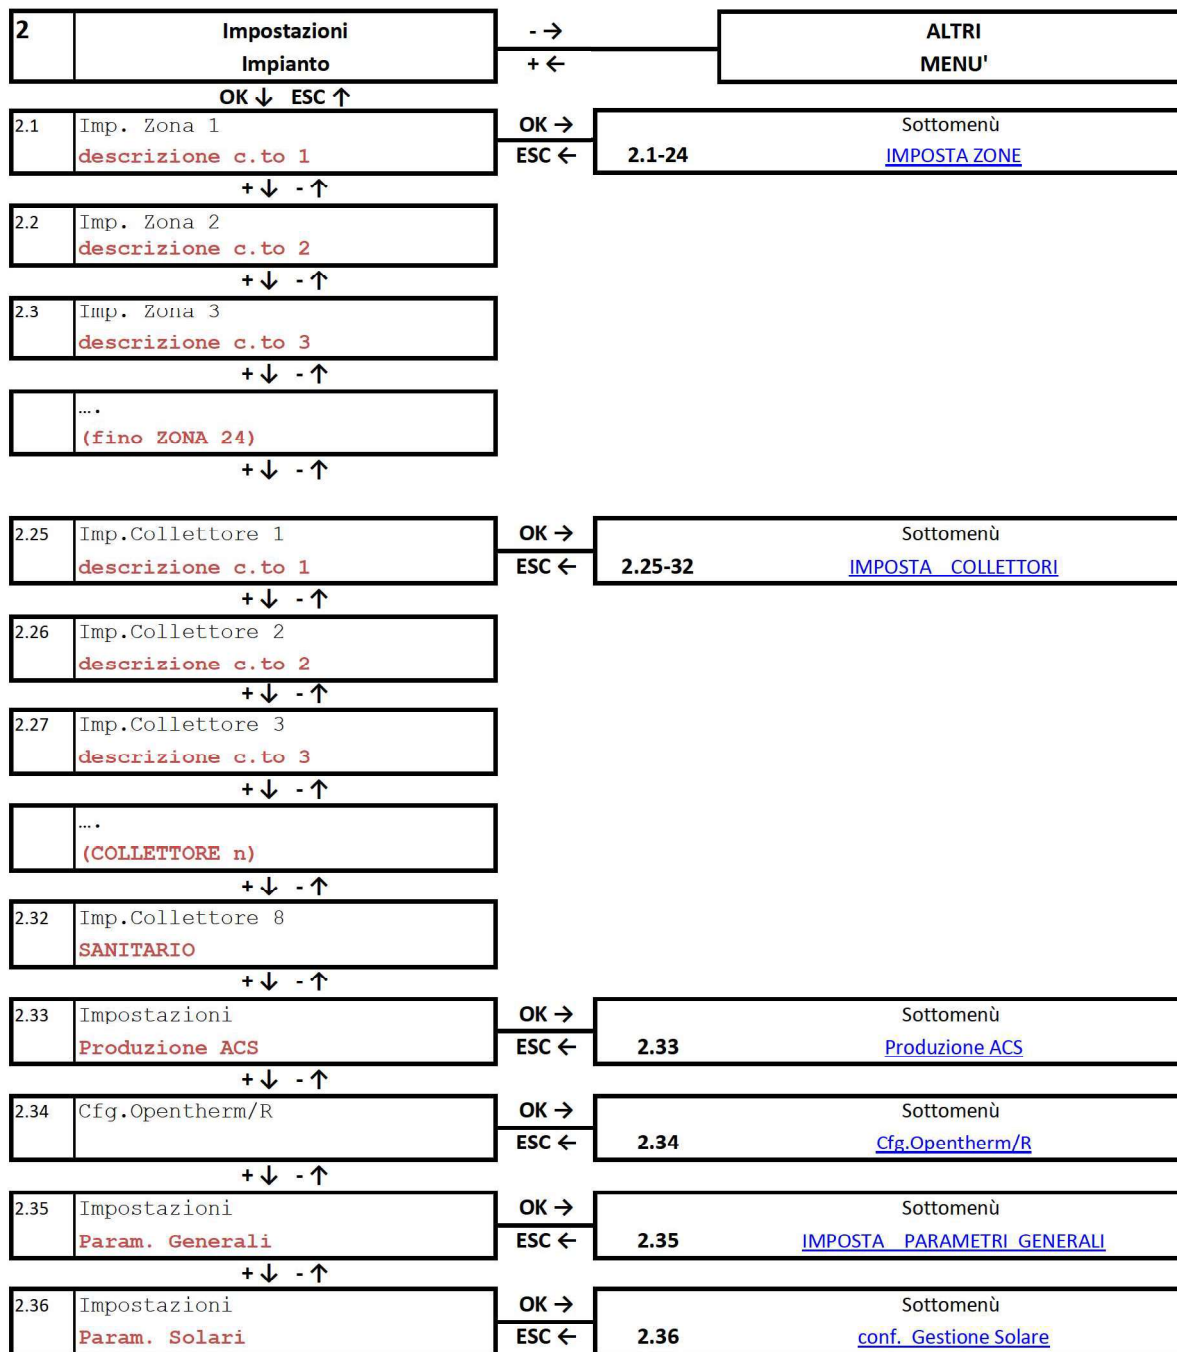 2 Impostazioni - → ALTRI
Impianto + ← MENU'
OK ↓ ESC ↑
2.1 Imp. Zona 1 OK → Sottomenù
descrizione c.to 1 ESC ← 2.1-24 IMPOSTA ZONE
+ ↓ - ↑
2.2 Imp. Zona 2
descrizione c.to 2
+ ↓ - ↑
2.3 Imp. Zona 3
descrizione c.to 3
+ ↓ - ↑
….
(fino ZONA 24)
+ ↓ - ↑
2.25 Imp.Collettore 1 OK → Sottomenù
descrizione c.to 1 ESC ← 2.25-32 IMPOSTA COLLETTORI
+ ↓ - ↑
2.26 Imp.Collettore 2
descrizione c.to 2
+ ↓ - ↑
2.27 Imp.Collettore 3
descrizione c.to 3
+ ↓ - ↑
….
(COLLETTORE n)
+ ↓ - ↑
2.32 Imp.Collettore 8
SANITARIO
+ ↓ - ↑
2.33 Impostazioni OK → Sottomenù
Produzione ACS ESC ← 2.33 Produzione ACS
+ ↓ - ↑
2.34 Cfg.Opentherm/R OK → Sottomenù
ESC ← 2.34 Cfg.Opentherm/R
+ ↓ - ↑
2.35 Impostazioni OK → Sottomenù
Param. Generali ESC ← 2.35 IMPOSTA PARAMETRI GENERALI
+ ↓ - ↑
2.36 Impostazioni OK → Sottomenù
Param. Solari ESC ← 2.36 conf. Gestione Solare